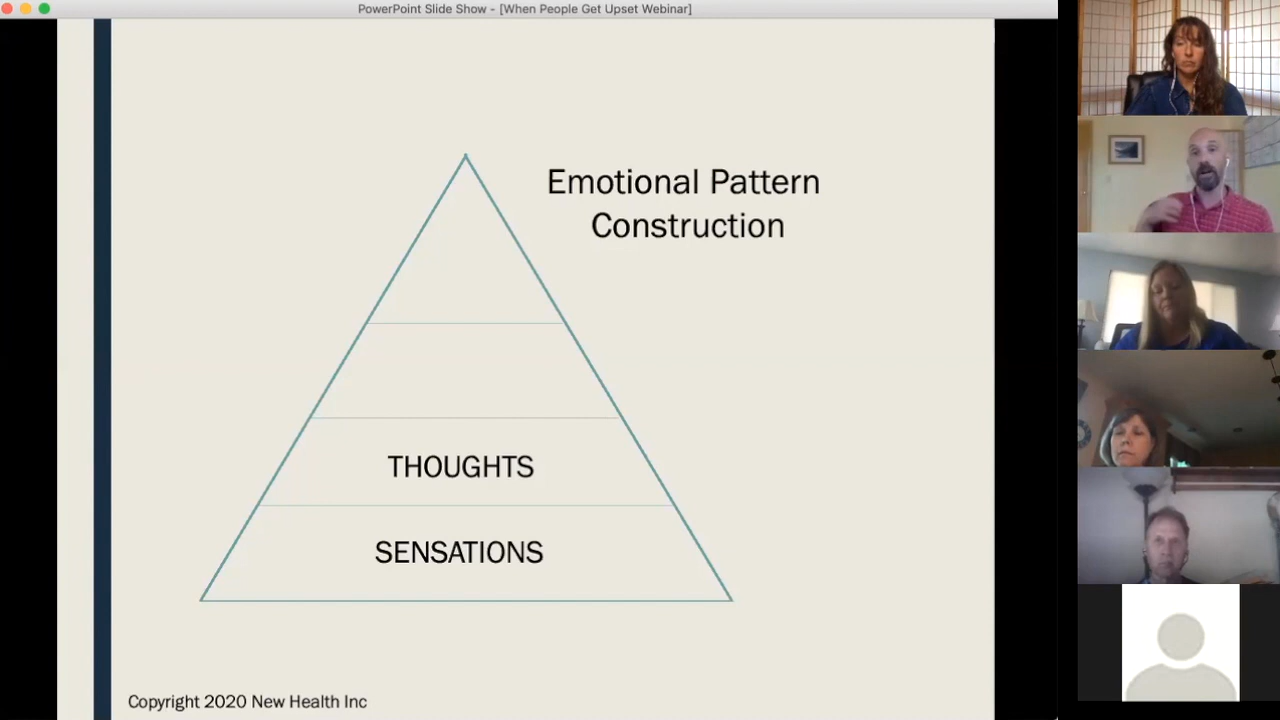 PowerPoint Slide Show - [When People Get Upset Webinar]
Emotional Pattern
Construction
THOUGHTS
SENSATIONS
Copyright 2020 New Health Inc